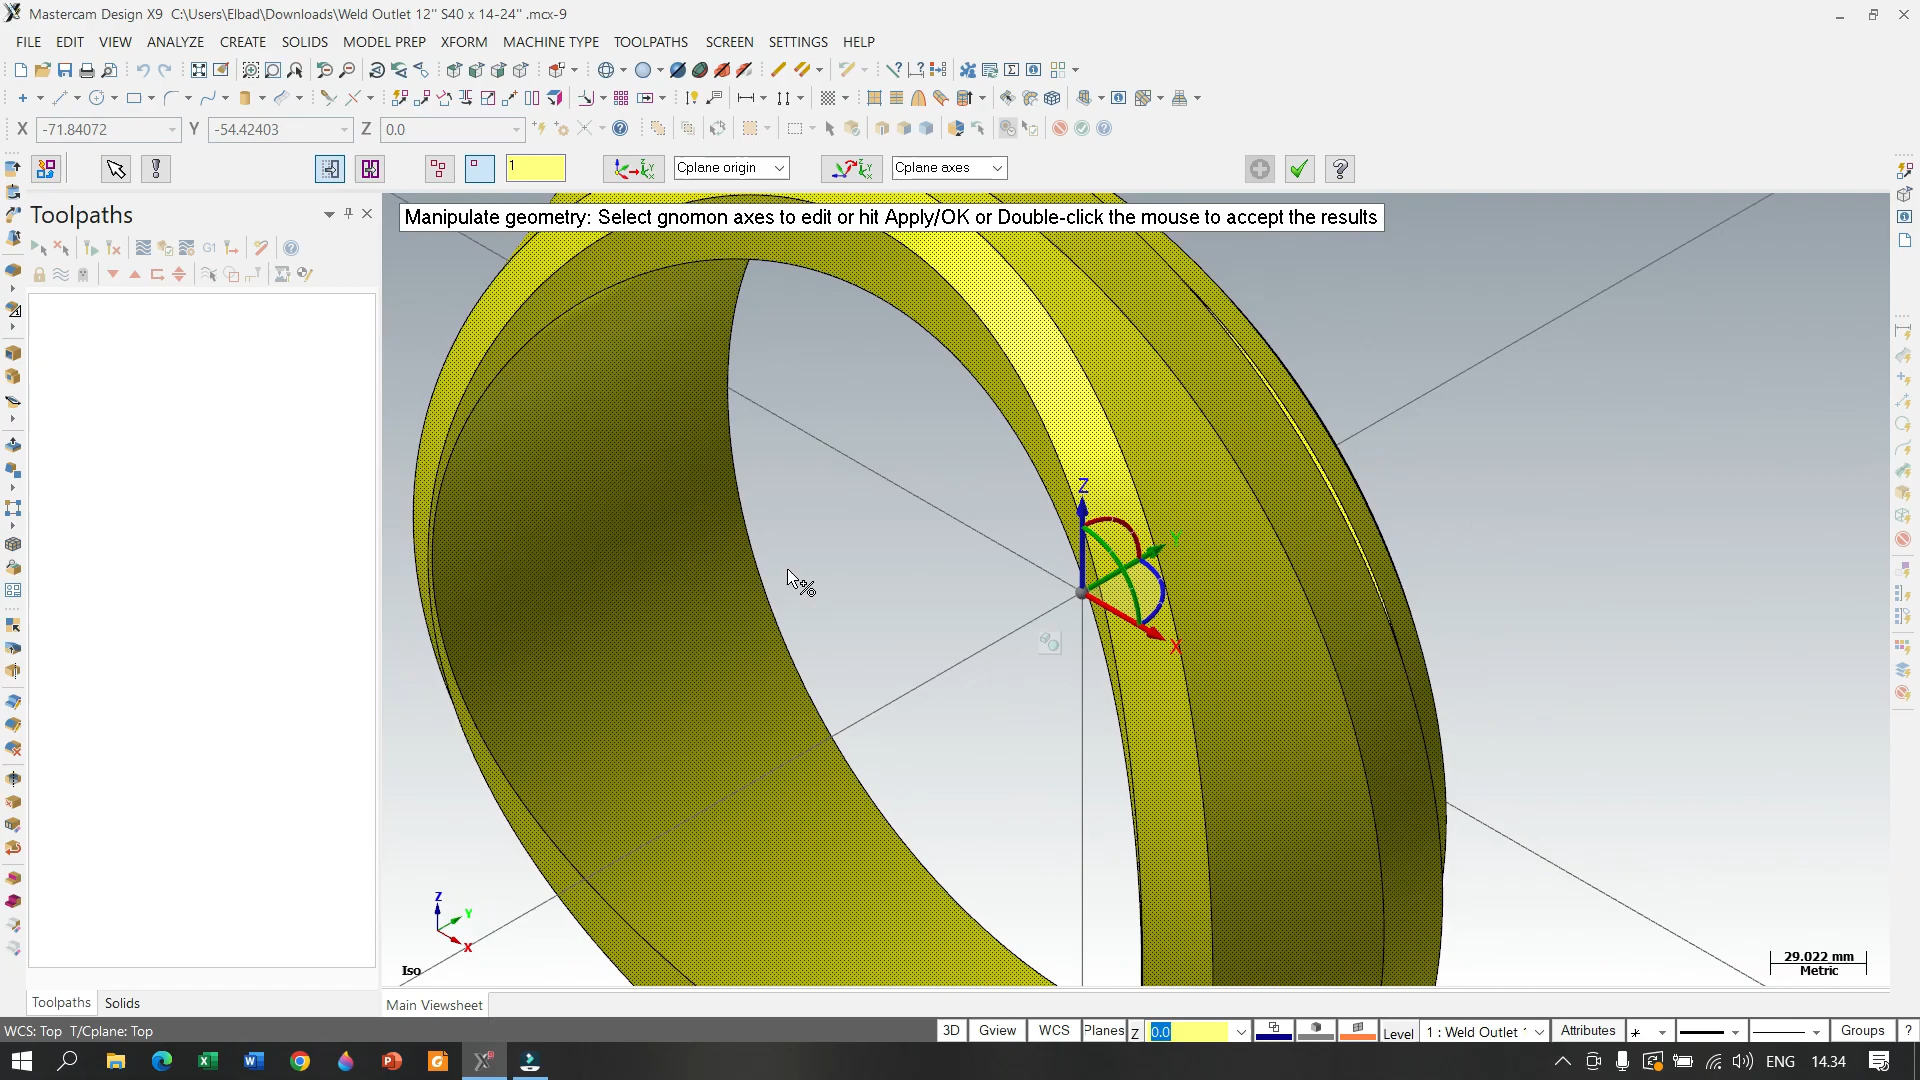 Mastercam Design X9  C:\Users\Elbad\Downloads\Weld Outlet 12" S40 x 14-24" .mcx-9
FILE EDIT VIEW ANALYZE CREATE SOLIDS MODEL PREP XFORM MACHINE TYPE TOOLPATHS SCREEN SETTINGS HELP
X -71.84072 Y -54.42403 Z 0.0
1 Cplane origin Cplane axes
Toolpaths
Manipulate geometry: Select gnomon axes to edit or hit Apply/OK or Double-click the mouse to accept the results
G1
Z
Y
X
Z
Y
X
Iso
29.022 mm
Metric
Toolpaths Solids
Main Viewsheet
WCS: Top  T/Cplane: Top
3D Gview WCS Planes Z 0.0 Level 1 : Weld Outlet Attributes Groups ?
ENG 14.34